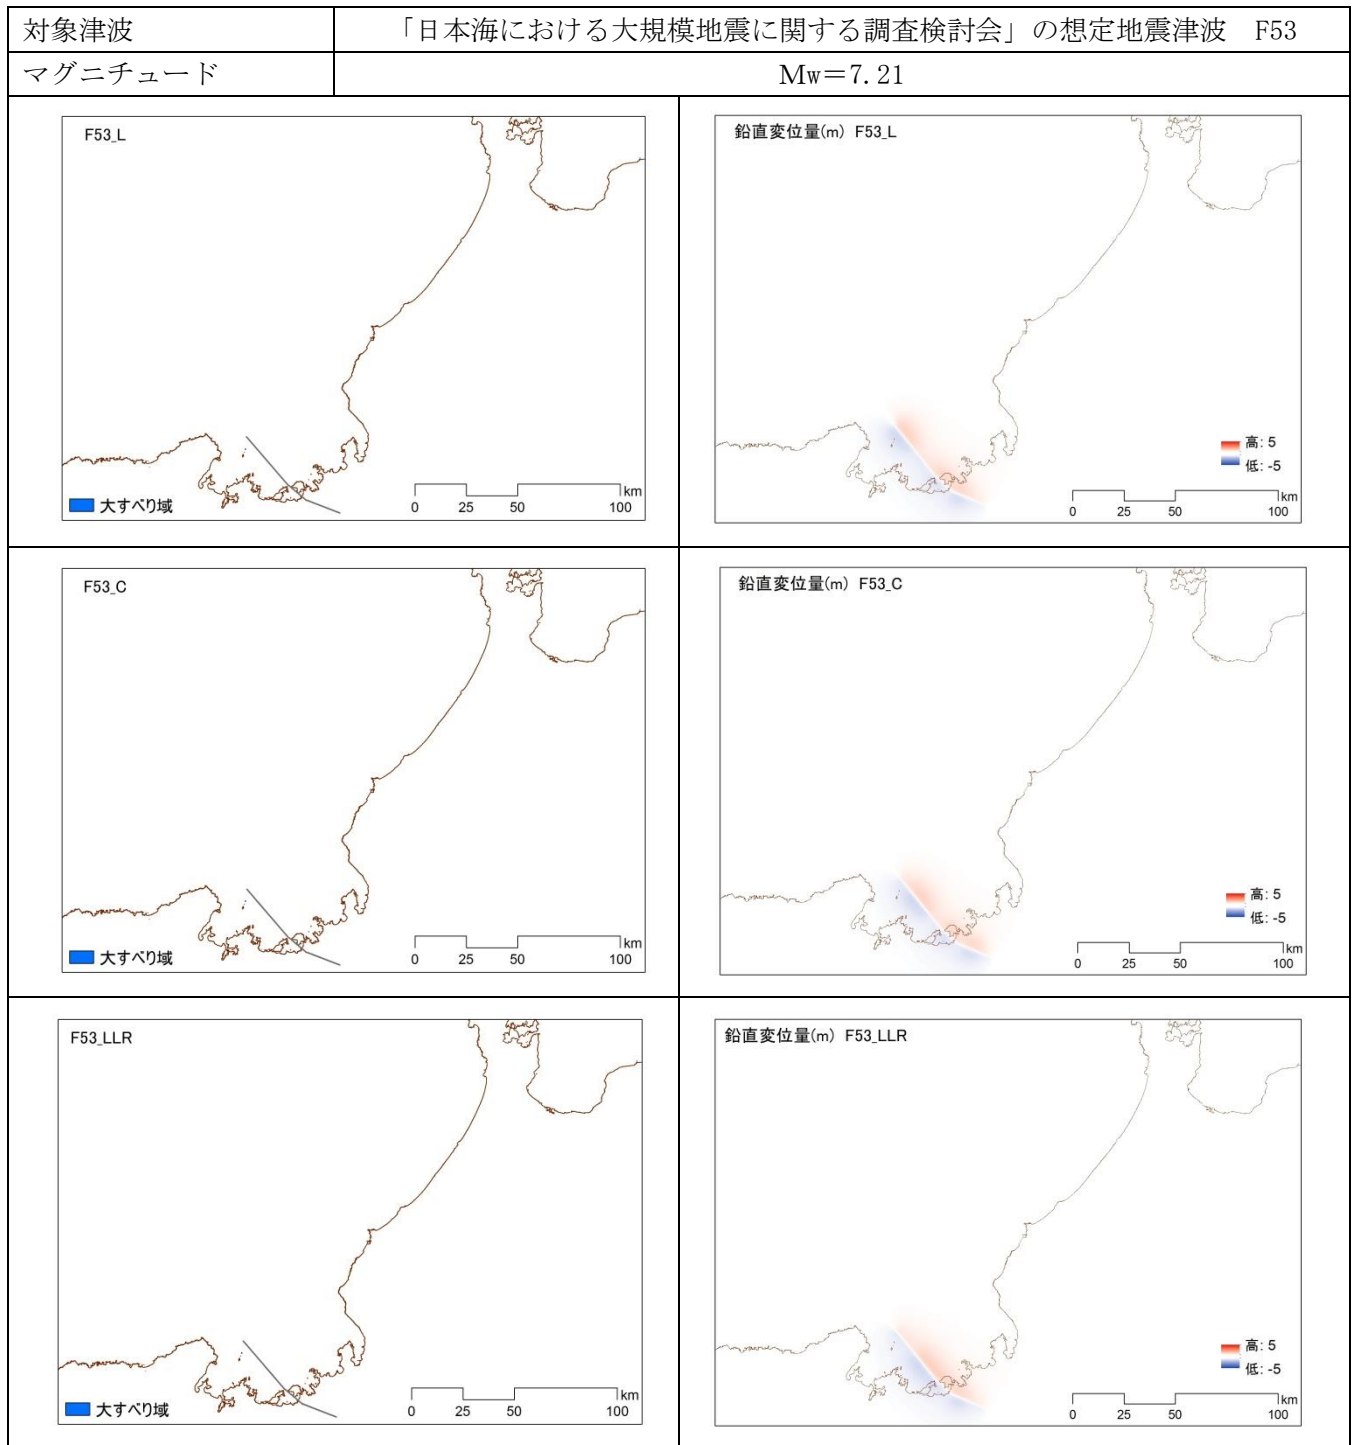 対象津波
「日本海における大規模地震に関する調査検討会」の想定地震津波 F53
マグニチュード
Mw=7.21
F53_L
大すべり域
km
0 25 50 100
鉛直変位量(m) F53_L
高: 5
低: -5
km
0 25 50 100
F53_C
大すべり域
km
0 25 50 100
鉛直変位量(m) F53_C
高: 5
低: -5
km
0 25 50 100
F53_LLR
大すべり域
km
0 25 50 100
鉛直変位量(m) F53_LLR
高: 5
低: -5
km
0 25 50 100